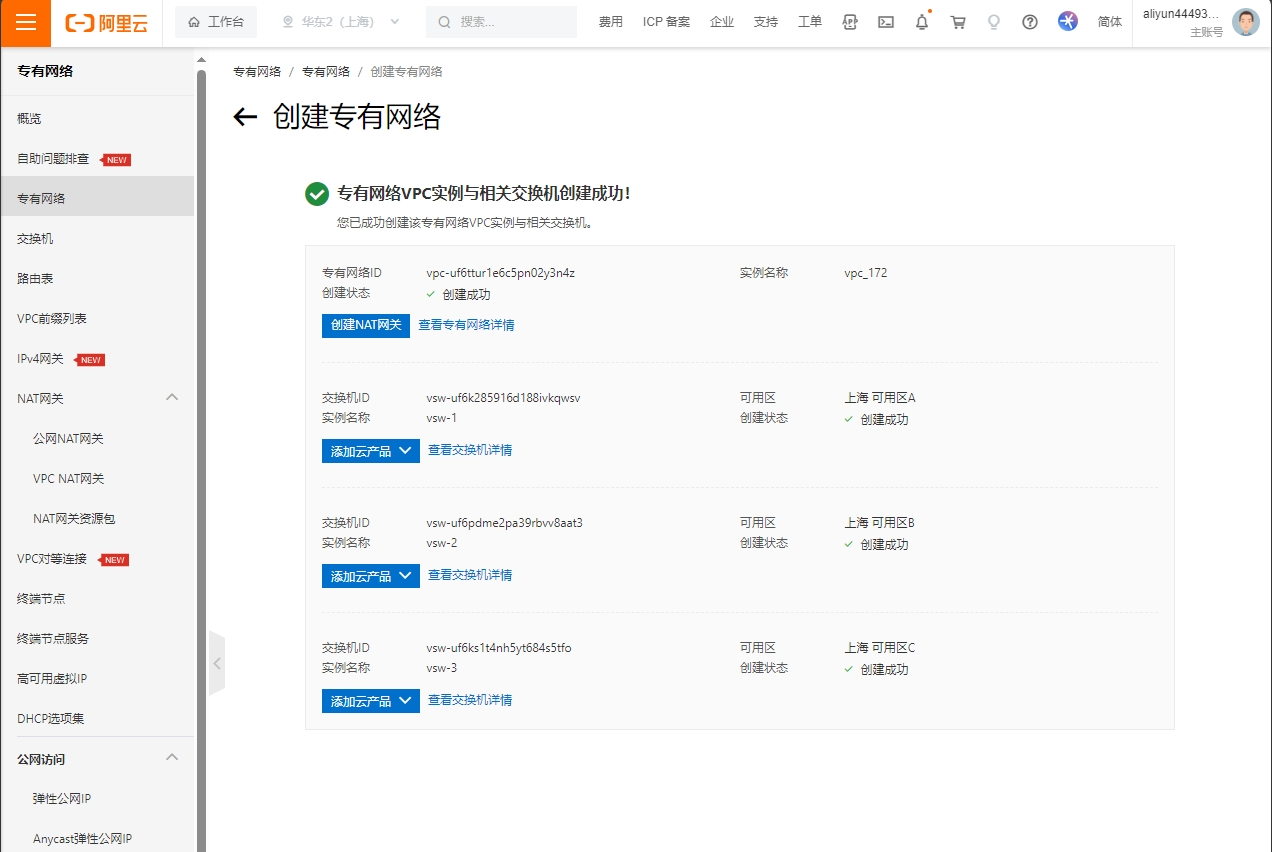 阿里云
工作台
华东2（上海）
搜索...
费用
ICP 备案
企业
支持
工单
简体
aliyun44493...
主账号
专有网络
概览
自助问题排查 NEW
专有网络
交换机
路由表
VPC前缀列表
IPv4网关 NEW
NAT网关
公网NAT网关
VPC NAT网关
NAT网关资源包
VPC对等连接 NEW
终端节点
终端节点服务
高可用虚拟IP
DHCP选项集
公网访问
弹性公网IP
Anycast弹性公网IP
专有网络 / 专有网络 / 创建专有网络
创建专有网络
专有网络VPC实例与相关交换机创建成功！
您已成功创建该专有网络VPC实例与相关交换机。
专有网络ID vpc-uf6ttur1e6c5pn02y3n4z 实例名称 vpc_172
创建状态 创建成功
创建NAT网关 查看专有网络详情
交换机ID vsw-uf6k285916d188ivkqwsv 可用区 上海 可用区A
实例名称 vsw-1 创建状态 创建成功
添加云产品 查看交换机详情
交换机ID vsw-uf6pdme2pa39rbvv8aat3 可用区 上海 可用区B
实例名称 vsw-2 创建状态 创建成功
添加云产品 查看交换机详情
交换机ID vsw-uf6ks1t4nh5yt684s5tfo 可用区 上海 可用区C
实例名称 vsw-3 创建状态 创建成功
添加云产品 查看交换机详情